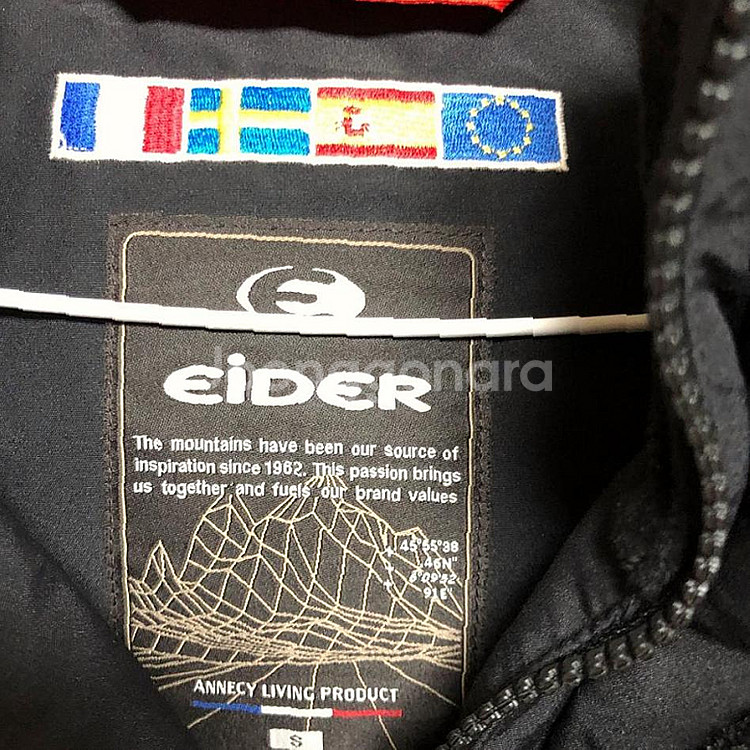 eiDER
Joonggonara
The mountains have been our source of
inspiration since 1962. This passion brings
us together and fuels our brand values
45°55'38
.46N"
6°09'52
91E'
ANNECY LIVING PRODUCT
S